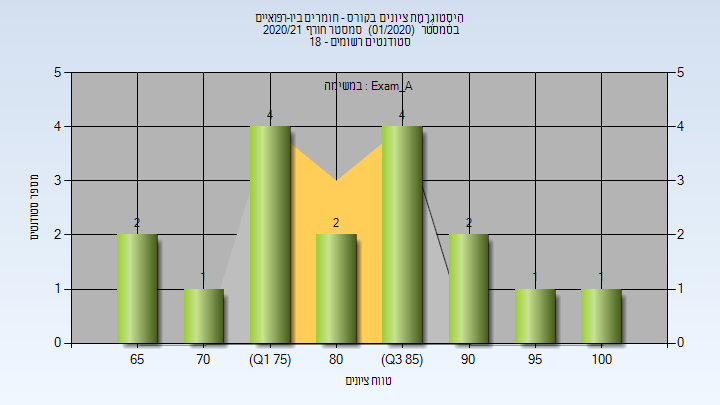 היסטוגרמת ציונים בקורס - חומרים ביו-רפואיים
בסמסטר (01/2020) סמסטר חורף 2020/21
סטודנטים רשומים - 18
במשימה : Exam_A
5 5
4 4
3 3
2 2
1 1
0 0
מספר סטודנטים
2 1 4 2 4 2 1 1
65 70 (Q1 75) 80 (Q3 85) 90 95 100
טווח ציונים